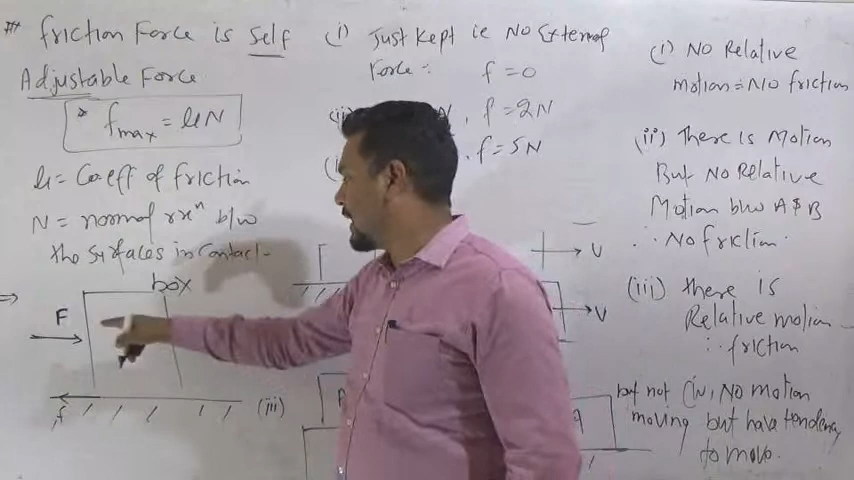 friction Force is Self
Adjustable Force
* fmax = μN
μ = Coeff of friction
N = normal rxⁿ b/w
the surfaces in contact
⇒
box
F
f
(i) Just Kept ie No External
Force ∴ f = 0
N, f = 2N
, f = 5N
V
V
(iii)
A
(i) NO Relative
motion = No friction
(ii) There is Motion
But NO Relative
Motion b/w A & B
∴ No friction.
(iii) there is
Relative motion
∴ friction
but not (iv) NO motion
moving but have tendency
to move.